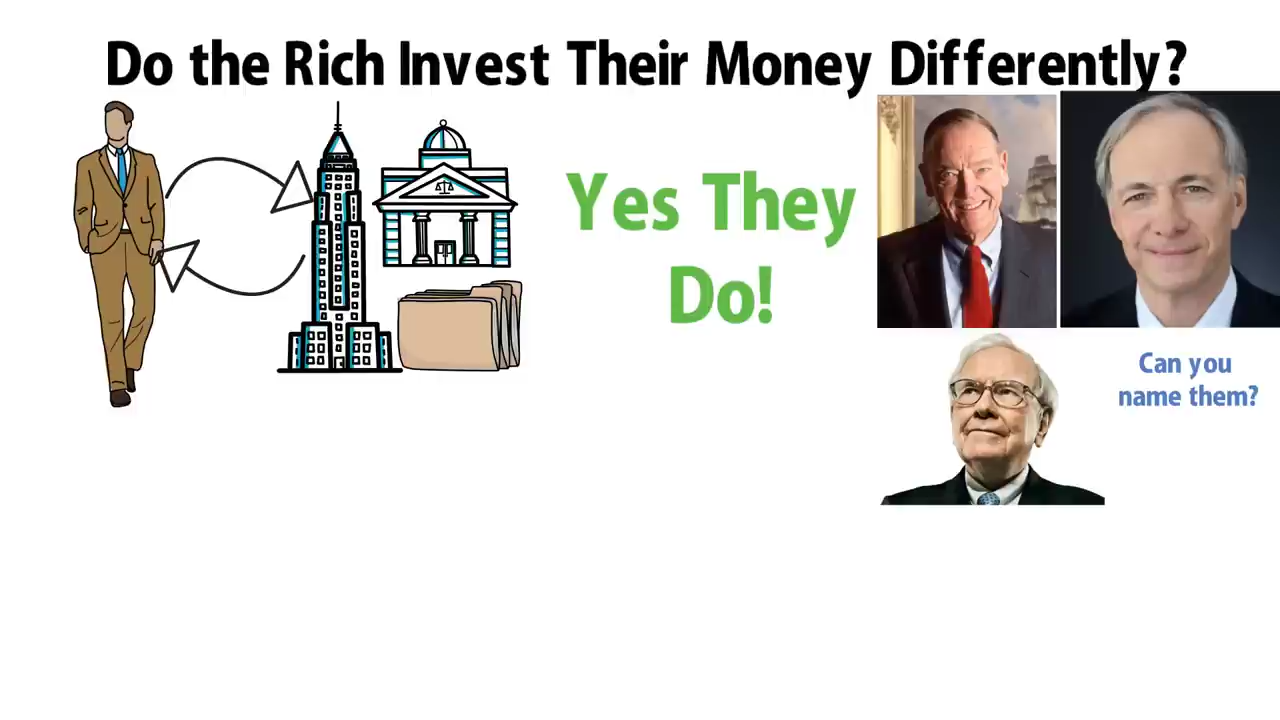 Do the Rich Invest Their Money Differently?
Yes They
Do!
Can you
name them?